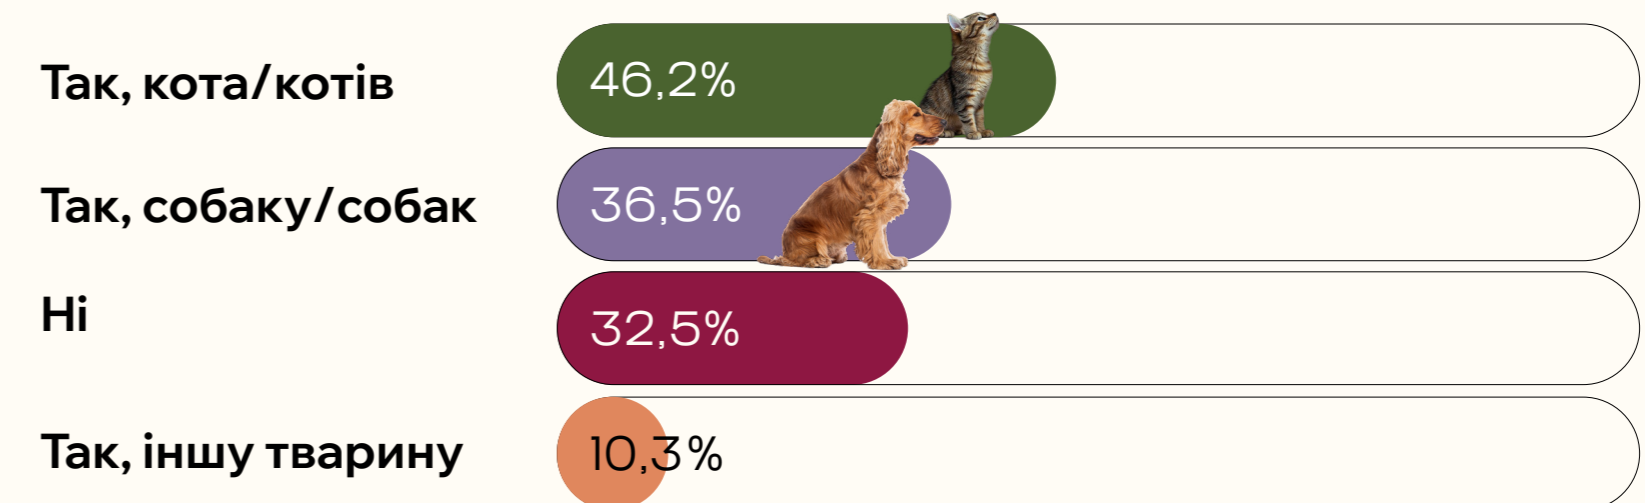 Так, кота/котів
46,2%
Так, собаку/собак
36,5%
Ні
32,5%
Так, іншу тварину
10,3%